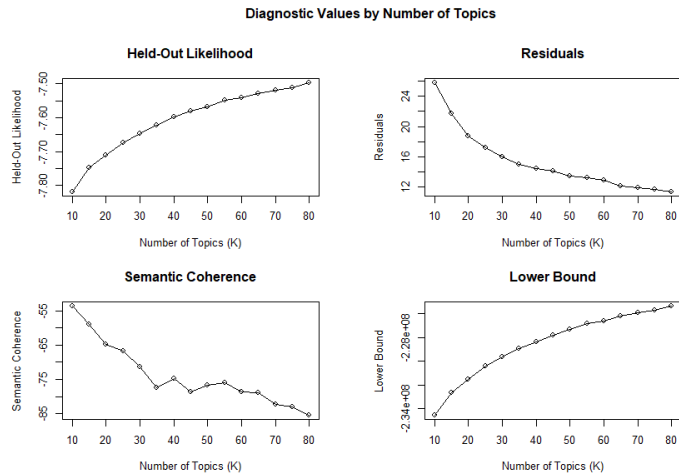 Diagnostic Values by Number of Topics
Held-Out Likelihood
Held-Out Likelihood
-7.50
-7.60
-7.70
-7.80
10 20 30 40 50 60 70 80
Number of Topics (K)
Residuals
Residuals
24
20
16
12
10 20 30 40 50 60 70 80
Number of Topics (K)
Semantic Coherence
Semantic Coherence
-55
-65
-75
-85
10 20 30 40 50 60 70 80
Number of Topics (K)
Lower Bound
Lower Bound
-2.28e+08
-2.34e+08
10 20 30 40 50 60 70 80
Number of Topics (K)